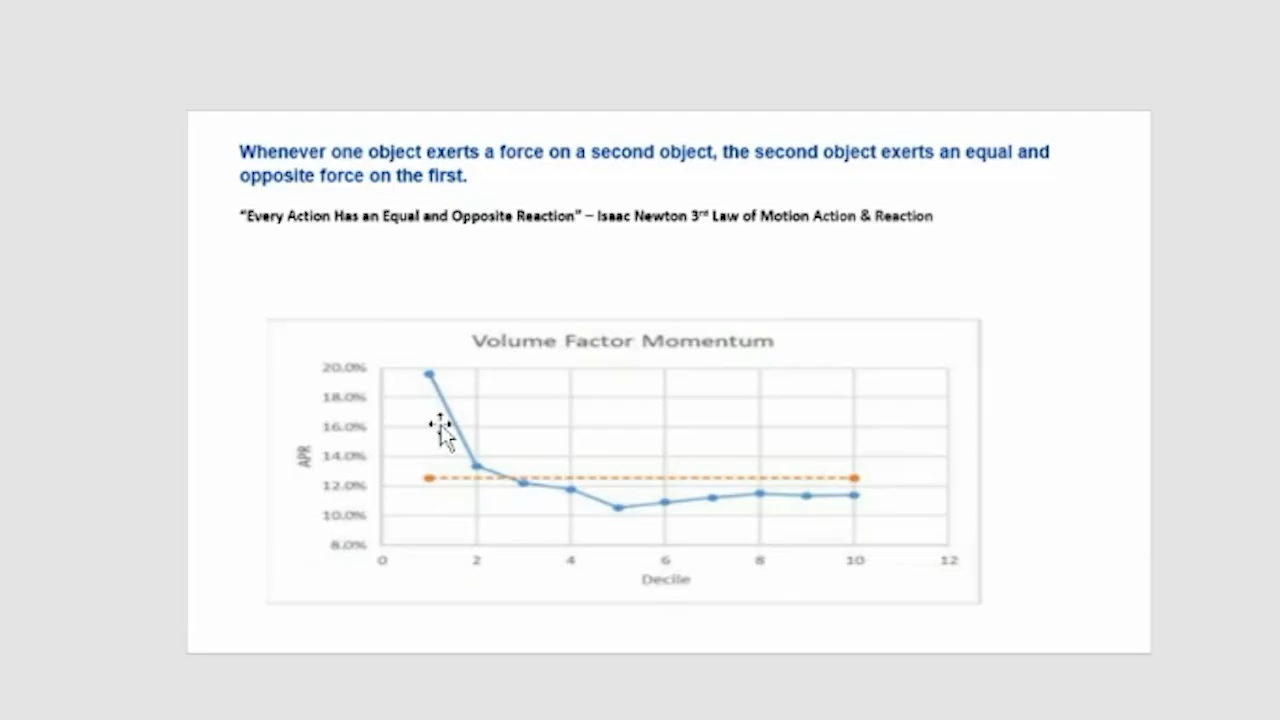 Whenever one object exerts a force on a second object, the second object exerts an equal and
opposite force on the first.
“Every Action Has an Equal and Opposite Reaction” – Isaac Newton 3rd Law of Motion Action & Reaction
Volume Factor Momentum
20.0%
18.0%
16.0%
14.0%
12.0%
10.0%
8.0%
APR
0 2 4 6 8 10 12
Decile